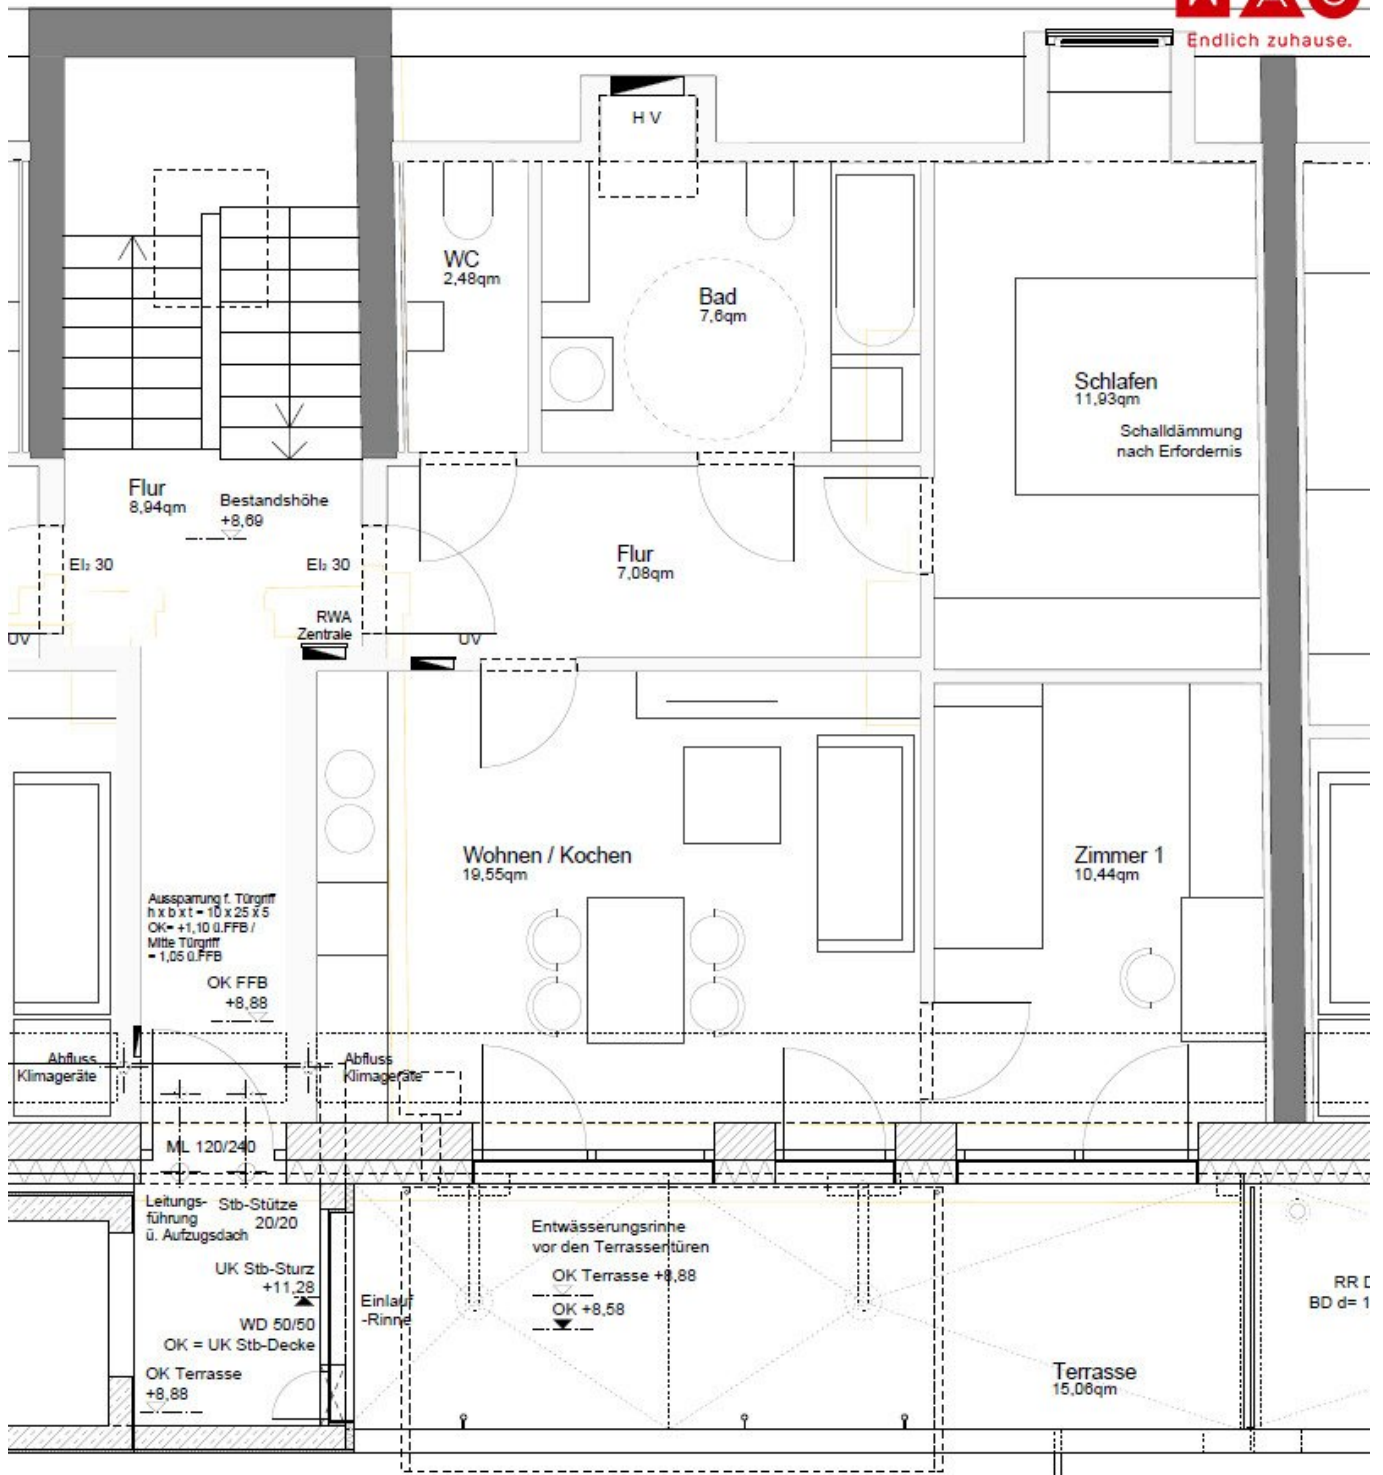 WAG
Endlich zuhause.
H V
WC
2,48qm
Bad
7,6qm
Schlafen
11,93qm
Schalldämmung
nach Erfordernis
Flur
8,94qm
Bestandshöhe
+8,69
EI₂ 30
EI₂ 30
Flur
7,08qm
RWA
Zentrale
UV
UV
Wohnen / Kochen
19,55qm
Zimmer 1
10,44qm
Aussparung f. Türgriff
h x b x t = 10 x 25 x 5
OK= +1,10 ü.FFB /
Mitte Türgriff
= 1,05 ü.FFB
OK FFB
+8,88
Abfluss
Klimageräte
Abfluss
Klimageräte
ML 120/240
Leitungs-
führung
ü. Aufzugsdach
Stb-Stütze
20/20
UK Stb-Sturz
+11,28
WD 50/50
OK = UK Stb-Decke
OK Terrasse
+8,88
Einlauf
-Rinne
Entwässerungsrinne
vor den Terrassentüren
OK Terrasse +8,88
OK +8,58
Terrasse
15,06qm
RR D
BD d= 1